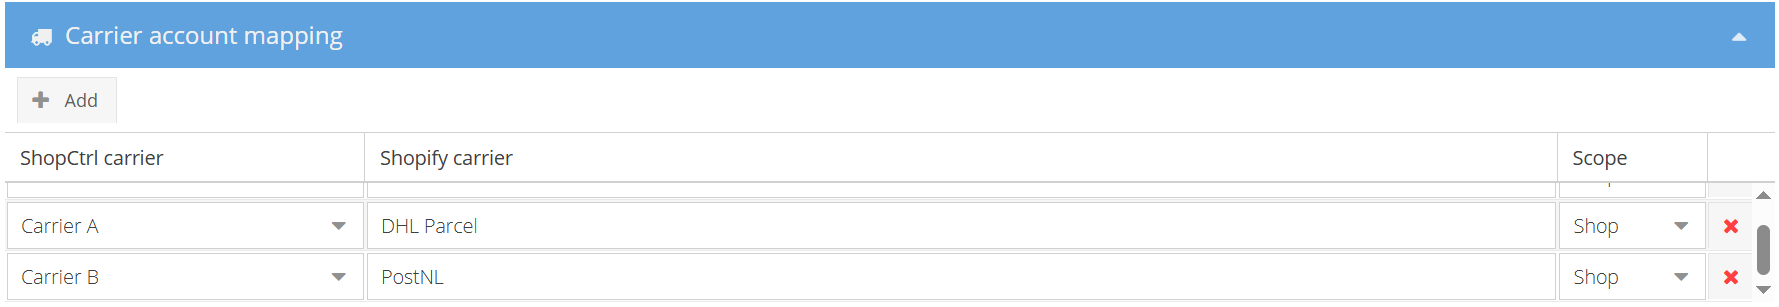 Carrier account mapping
Add
ShopCtrl carrier Shopify carrier Scope
Carrier A DHL Parcel Shop
Carrier B PostNL Shop